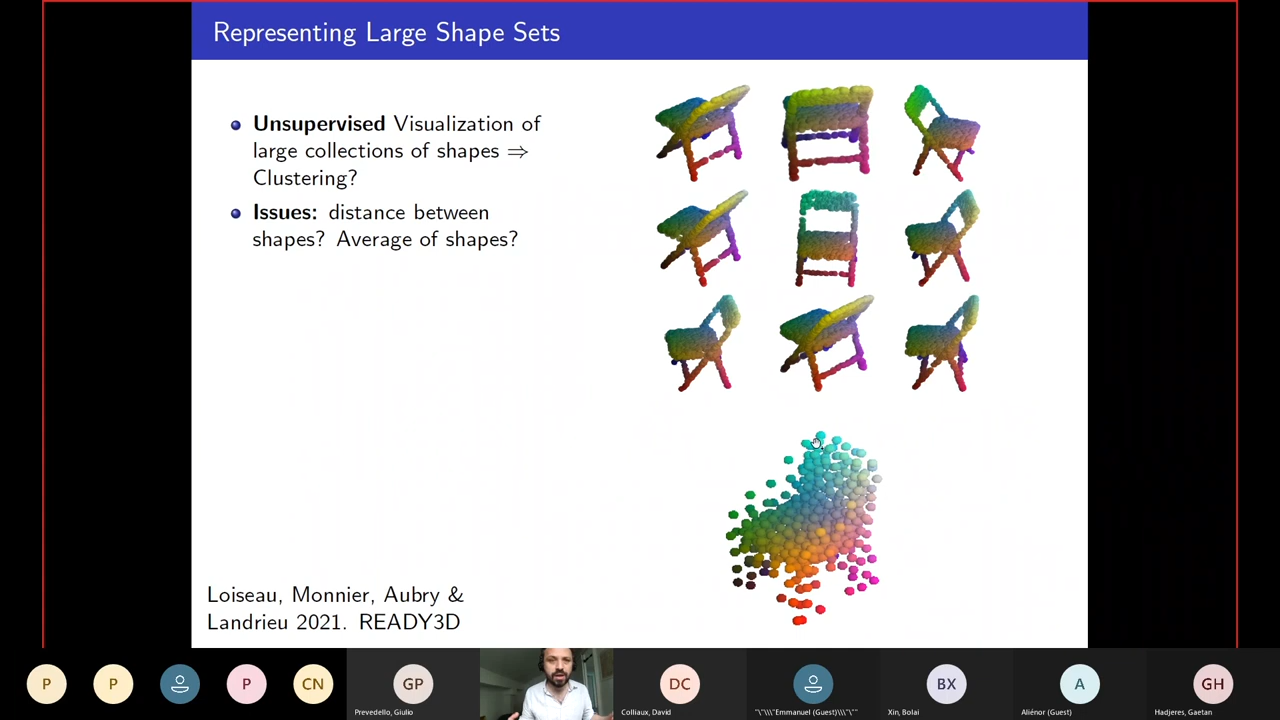 Representing Large Shape Sets
Unsupervised Visualization of
large collections of shapes ⇒
Clustering?
Issues: distance between
shapes? Average of shapes?
Loiseau, Monnier, Aubry &
Landrieu 2021. READY3D
P
P
P
CN
GP
DC
BX
A
GH
Prevedello, Giulio
Colliaux, David
"\"\\\"Emmanuel (Guest)\\\"\""
Xin, Bolai
Aliénor (Guest)
Hadjeres, Gaetan